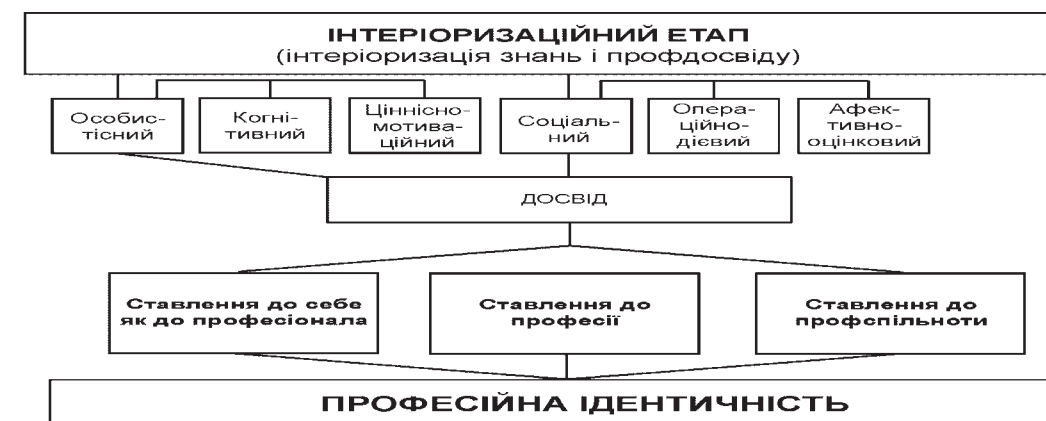 ІНТЕРІОРИЗАЦІЙНИЙ ЕТАП
(інтеріоризація знань і профдосвіду)
Особис-
тісний
Когні-
тивний
Ціннісно-
мотива-
ційний
Соціаль-
ний
Опера-
ційно-
дієвий
Афек-
тивно-
оцінковий
ДОСВІД
Ставлення до себе
як до професіонала
Ставлення до
професії
Ставлення до
профспільноти
ПРОФЕСІЙНА ІДЕНТИЧНІСТЬ